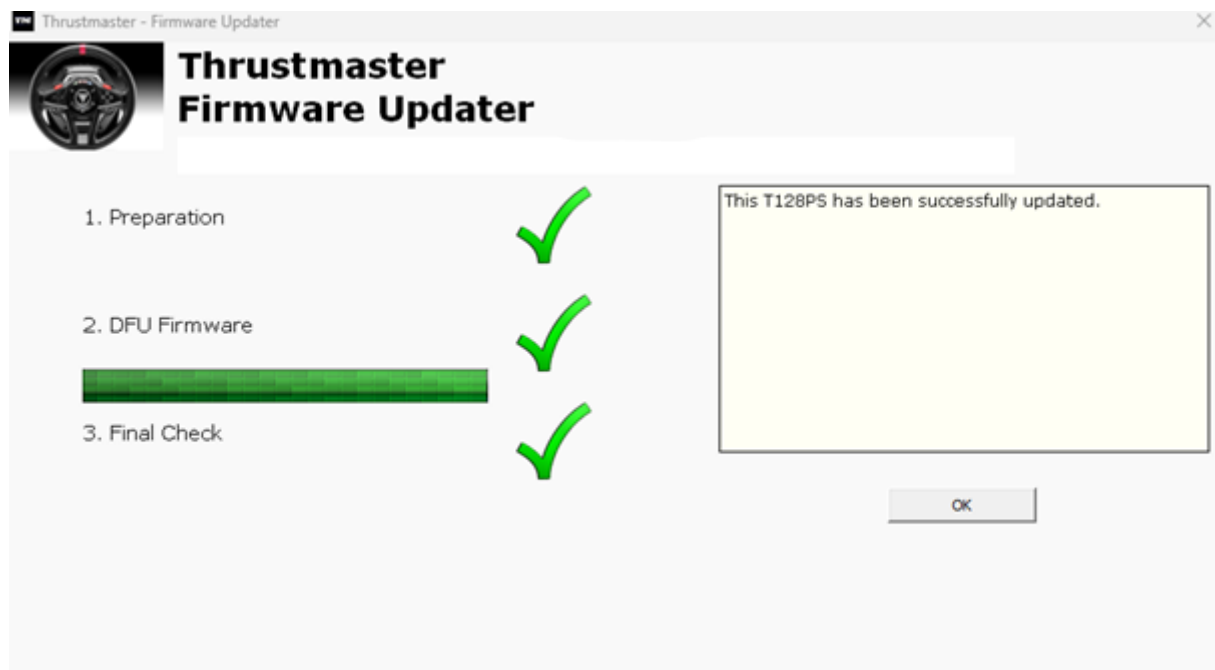 Thrustmaster - Firmware Updater
Thrustmaster
Firmware Updater
1. Preparation
This T128PS has been successfully updated.
2. DFU Firmware
3. Final Check
OK